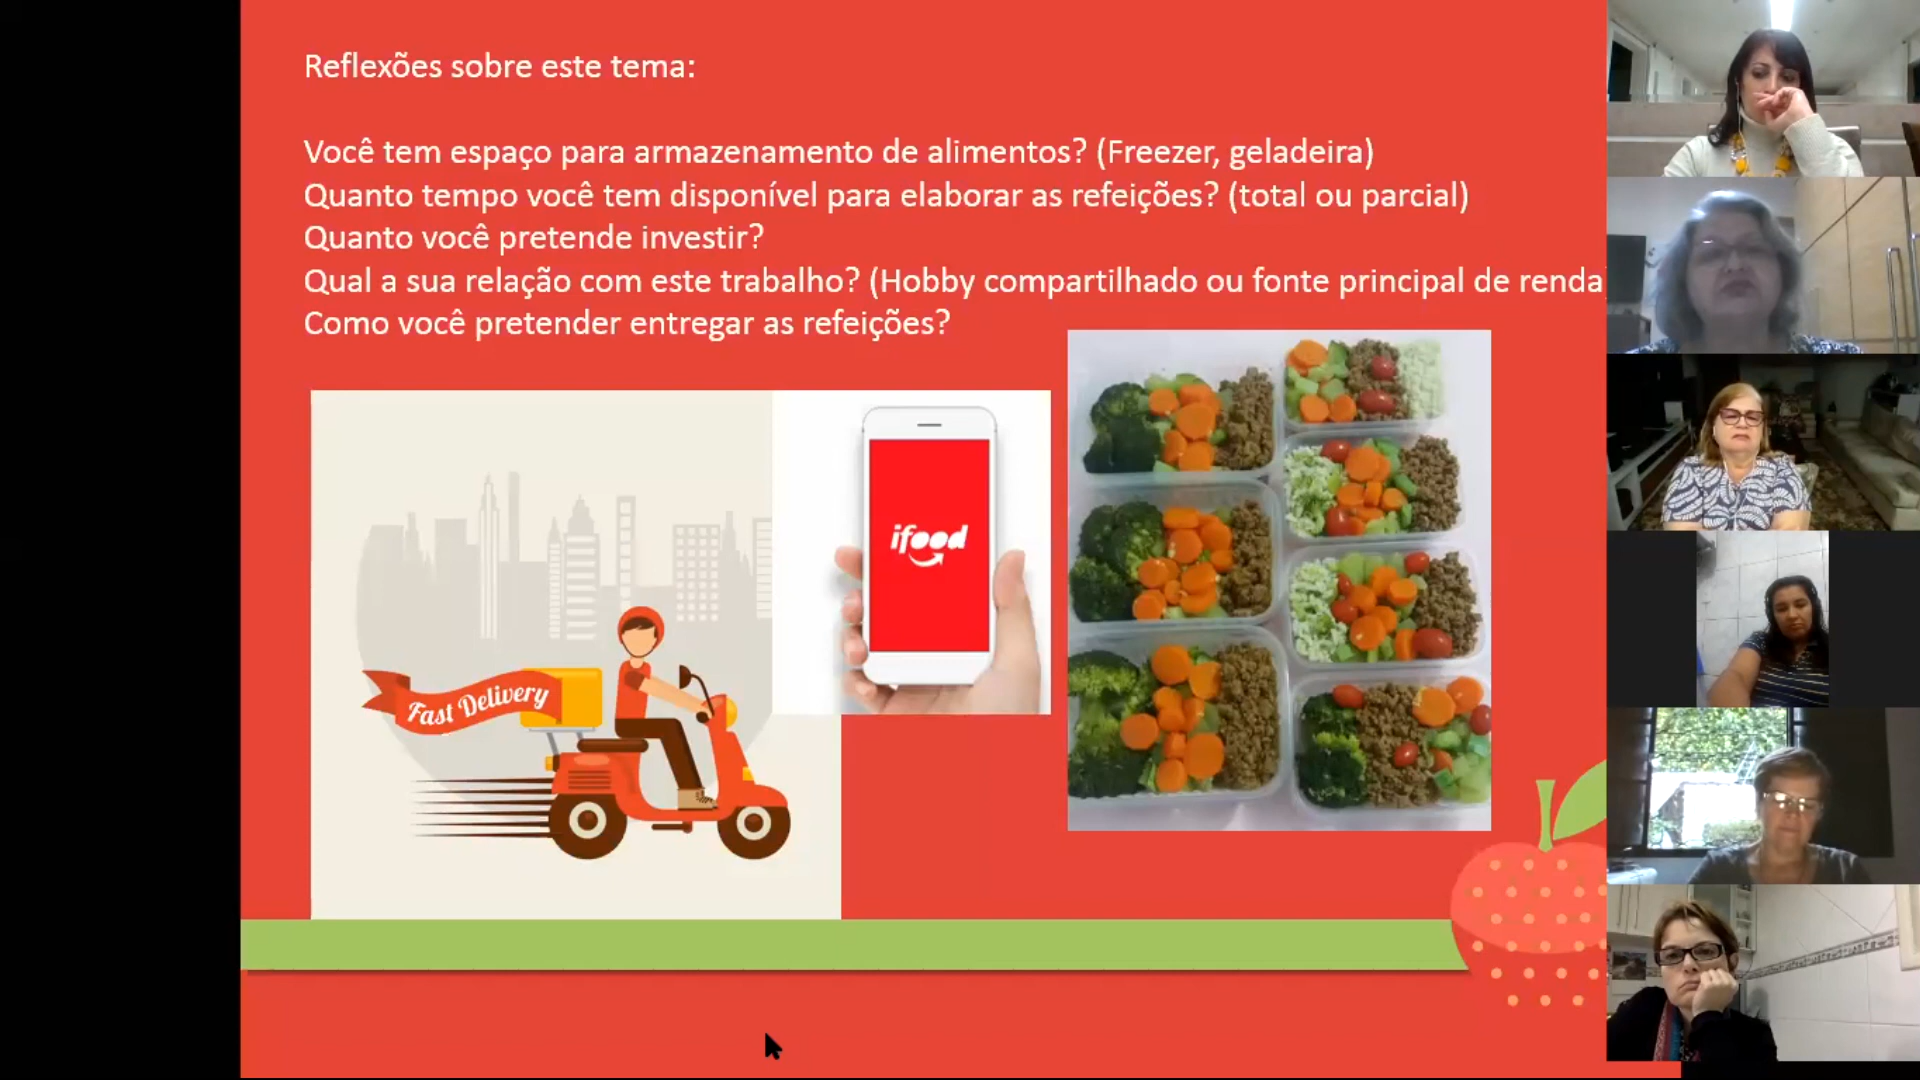 Reflexões sobre este tema:
Você tem espaço para armazenamento de alimentos? (Freezer, geladeira)
Quanto tempo você tem disponível para elaborar as refeições? (total ou parcial)
Quanto você pretende investir?
Qual a sua relação com este trabalho? (Hobby compartilhado ou fonte principal de renda
Como você pretender entregar as refeições?
ifood
Fast Delivery